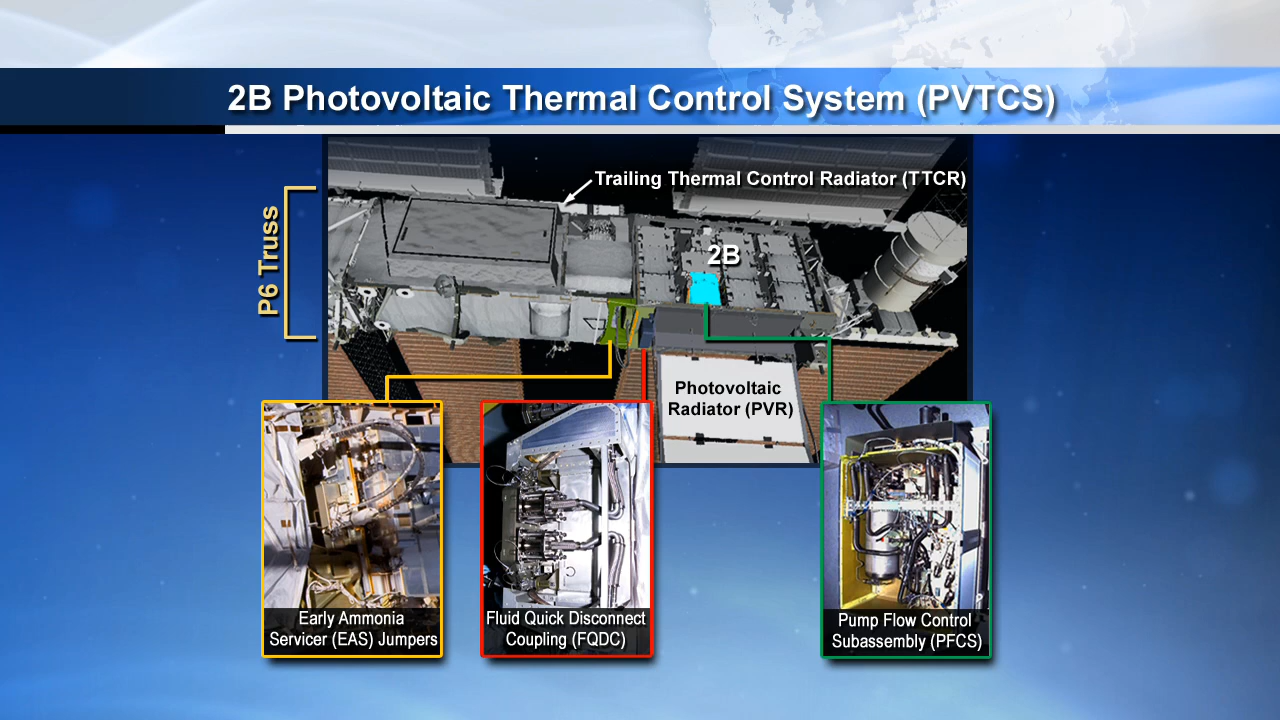 2B Photovoltaic Thermal Control System (PVTCS)
Trailing Thermal Control Radiator (TTCR)
P6 Truss
2B
Photovoltaic
Radiator (PVR)
Early Ammonia
Servicer (EAS) Jumpers
Fluid Quick Disconnect
Coupling (FQDC)
Pump Flow Control
Subassembly (PFCS)